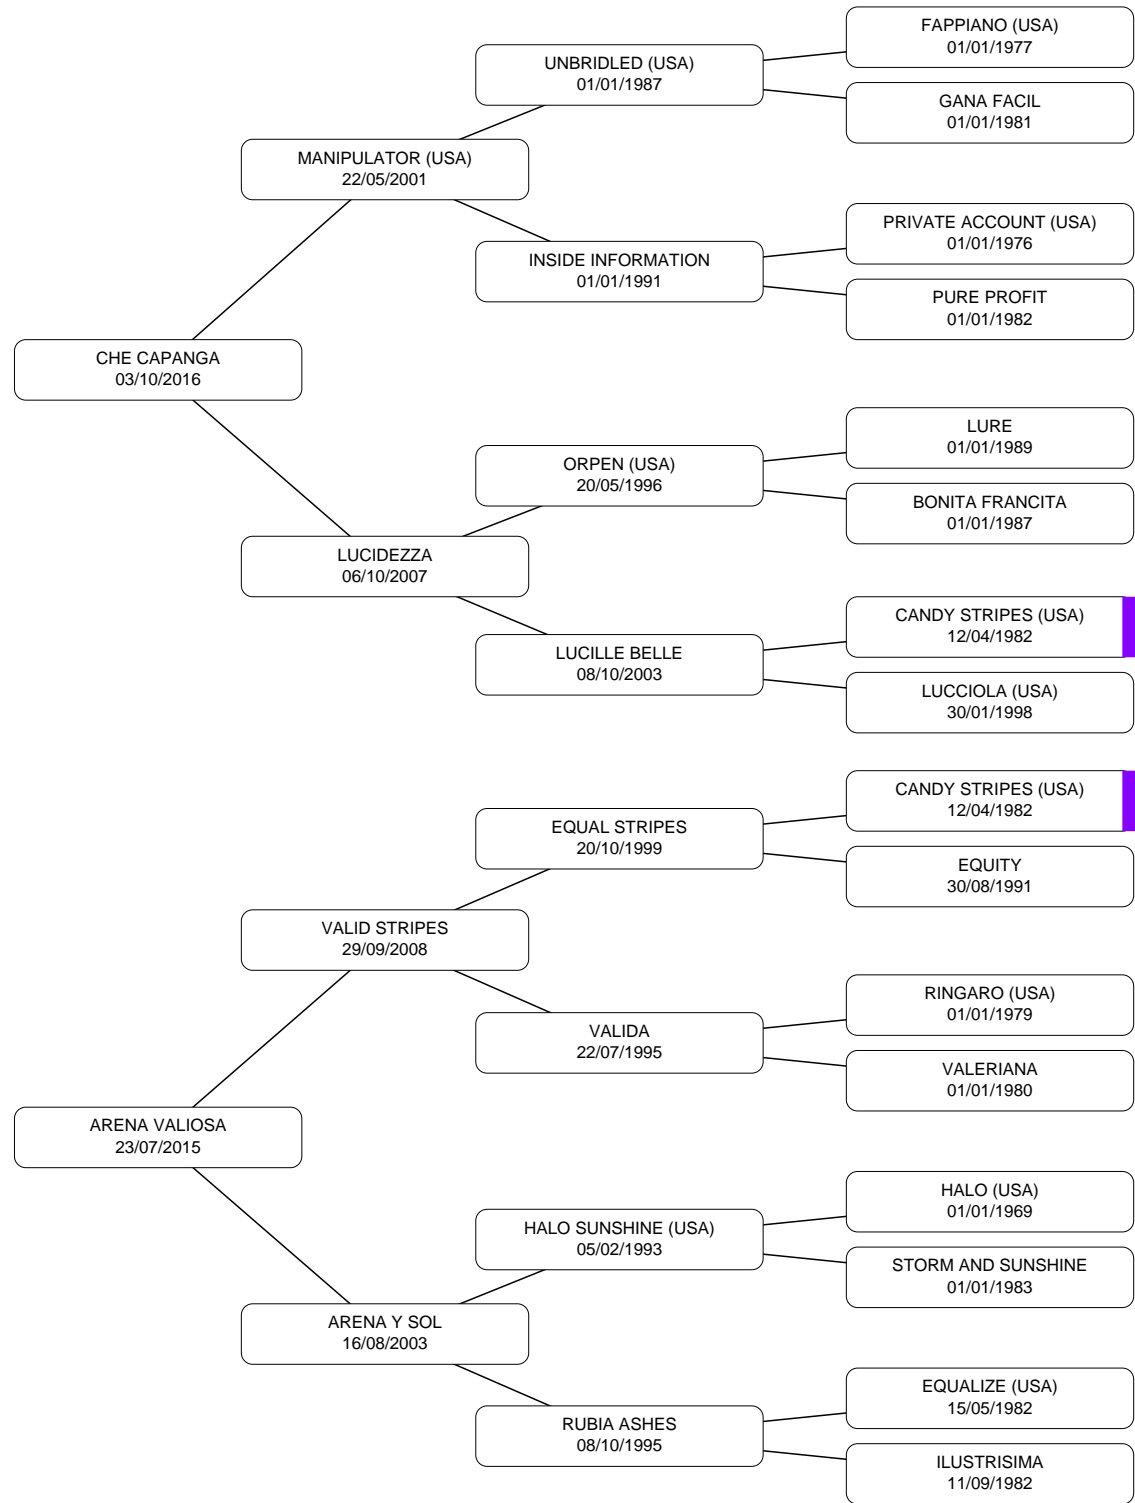 FAPPIANO (USA)
01/01/1977
UNBRIDLED (USA)
01/01/1987
GANA FACIL
01/01/1981
MANIPULATOR (USA)
22/05/2001
PRIVATE ACCOUNT (USA)
01/01/1976
INSIDE INFORMATION
01/01/1991
PURE PROFIT
01/01/1982
CHE CAPANGA
03/10/2016
LURE
01/01/1989
ORPEN (USA)
20/05/1996
BONITA FRANCITA
01/01/1987
LUCIDEZZA
06/10/2007
CANDY STRIPES (USA)
12/04/1982
LUCILLE BELLE
08/10/2003
LUCCIOLA (USA)
30/01/1998
CANDY STRIPES (USA)
12/04/1982
EQUAL STRIPES
20/10/1999
EQUITY
30/08/1991
VALID STRIPES
29/09/2008
RINGARO (USA)
01/01/1979
VALIDA
22/07/1995
VALERIANA
01/01/1980
ARENA VALIOSA
23/07/2015
HALO (USA)
01/01/1969
HALO SUNSHINE (USA)
05/02/1993
STORM AND SUNSHINE
01/01/1983
ARENA Y SOL
16/08/2003
EQUALIZE (USA)
15/05/1982
RUBIA ASHES
08/10/1995
ILUSTRISIMA
11/09/1982